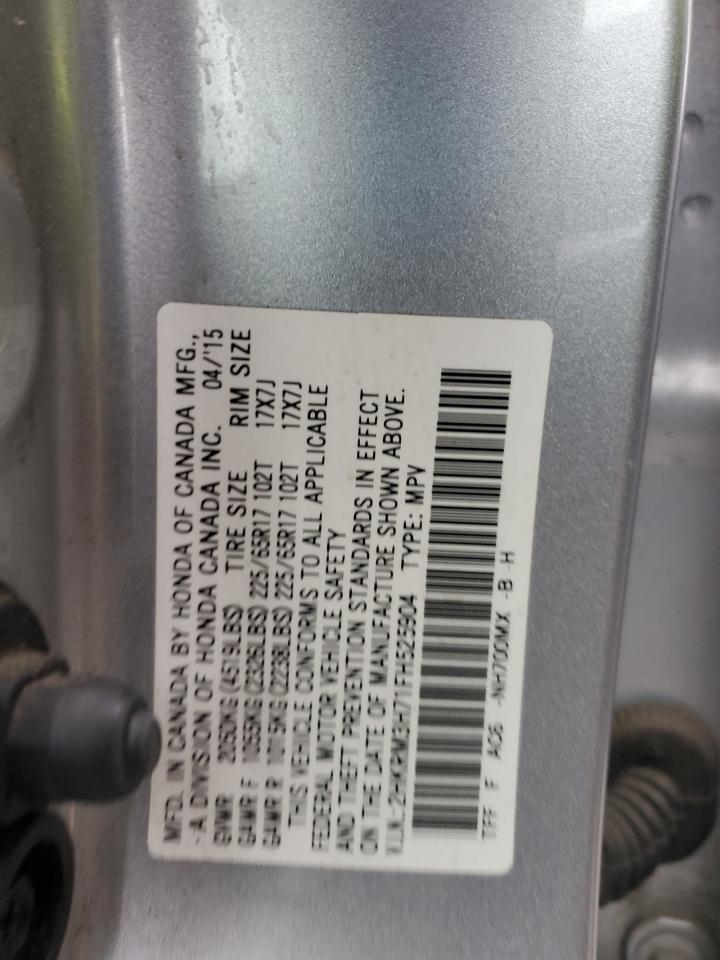 MFD. IN CANADA BY HONDA OF CANADA MFG.,
-A DIVISION OF HONDA CANADA INC. 04/'15
GVWR 2050KG(4519LBS) TIRE SIZE RIM SIZE
GAWR F 1055KG(2326LBS) 225/65R17 102T 17X7J
GAWR R 1015KG(2238LBS) 225/65R17 102T 17X7J
THIS VEHICLE CONFORMS TO ALL APPLICABLE
FEDERAL MOTOR VEHICLE SAFETY
AND THEFT PREVENTION STANDARDS IN EFFECT
ON THE DATE OF MANUFACTURE SHOWN ABOVE.
V.I.N.:2HKRM3H71FH525904 TYPE: MPV
TFF F AC6 -NH700MX -B -H